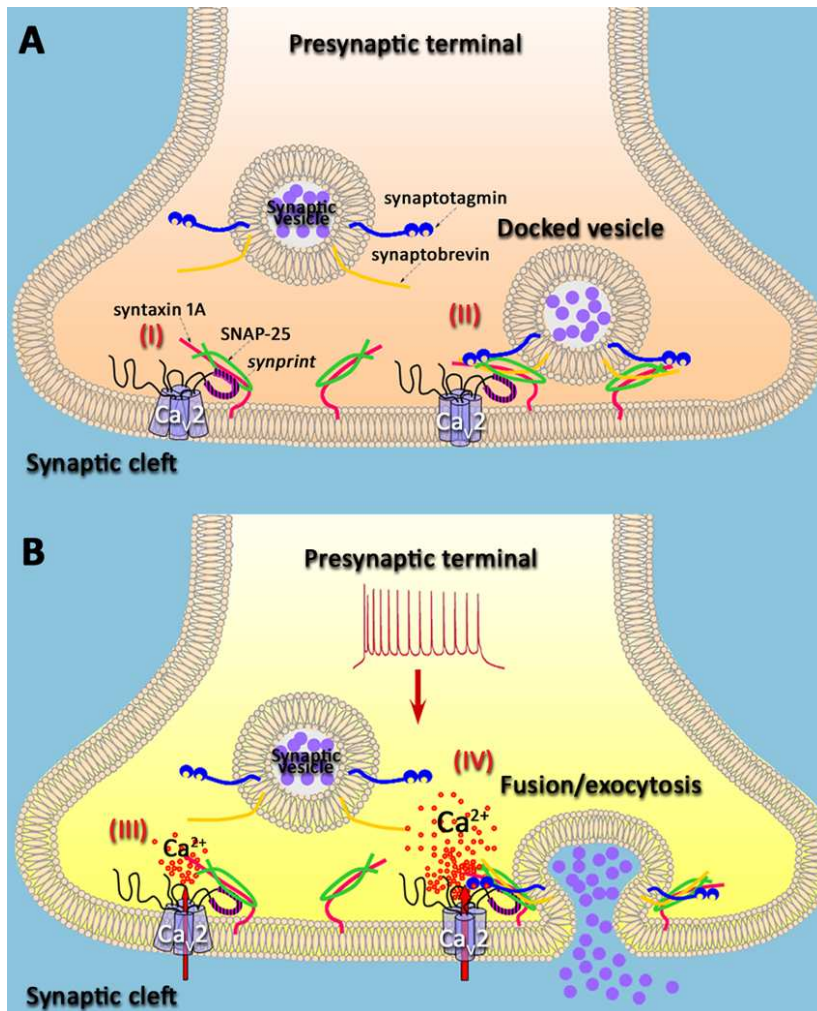 A
Presynaptic terminal
Synaptic
vesicle
synaptotagmin
Docked vesicle
synaptobrevin
syntaxin 1A
(I)
(II)
SNAP-25
synprint
Cav2
Cav2
Synaptic cleft
B
Presynaptic terminal
Synaptic
vesicle
(IV)
Fusion/exocytosis
(III)
Ca2+
Ca2+
Cav2
Cav2
Synaptic cleft